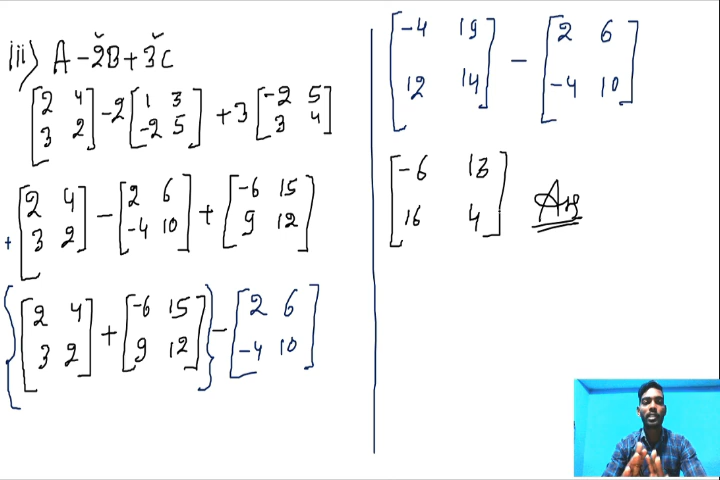 iii) A - 2B + 3C
[2 4
3 2] - 2 [1 3
-2 5] + 3 [-2 5
3 4]
+ [2 4
3 2] - [2 6
-4 10] + [-6 15
9 12]
{ [2 4
3 2] + [-6 15
9 12] } - [2 6
-4 10]
[-4 19
12 14] - [2 6
-4 10]
[-6 13
16 4] Ans